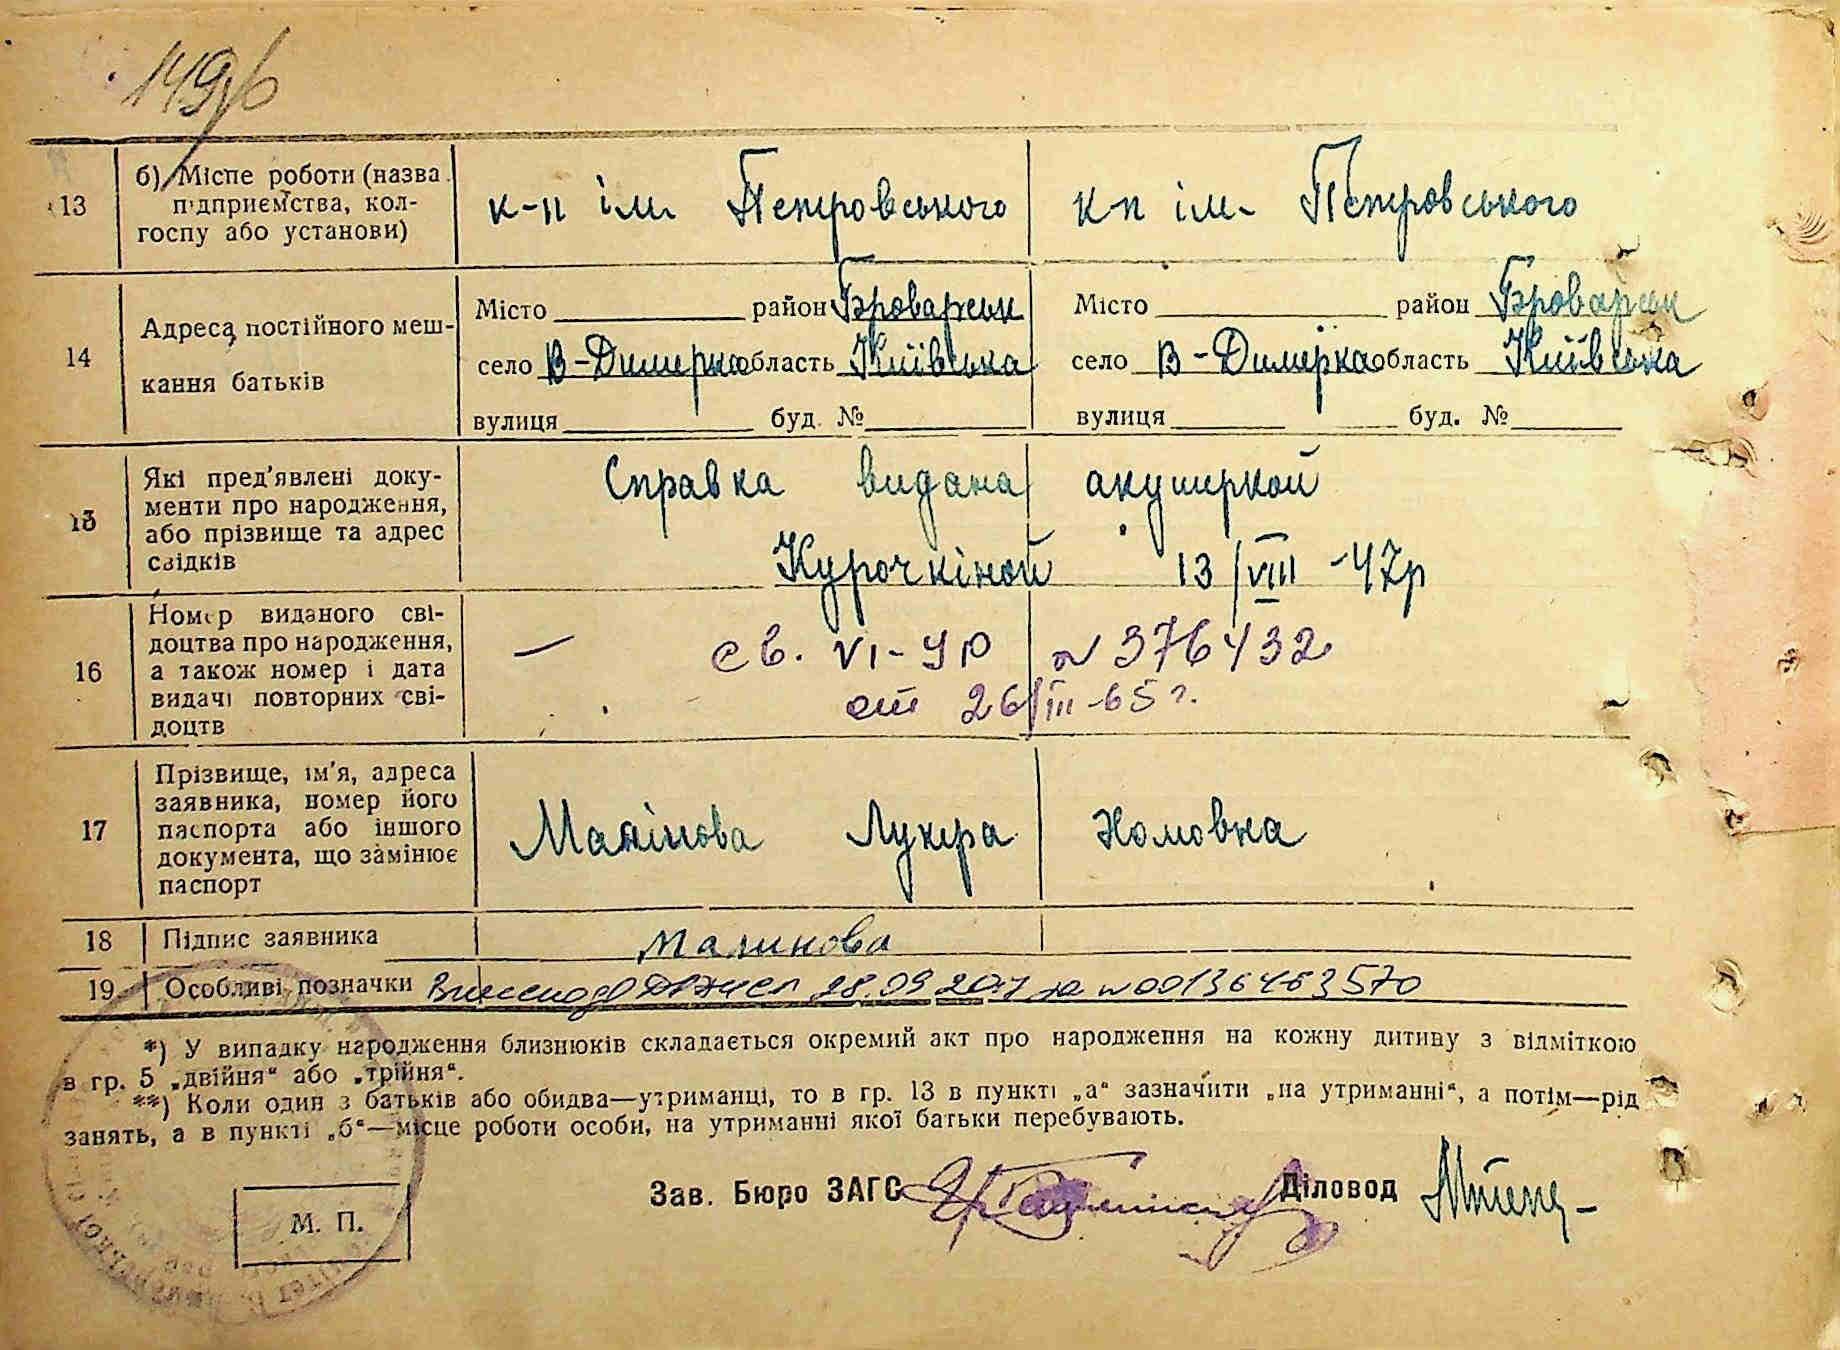 149 б
13 б) Місце роботи (назва підприємства, колгоспу або установи) к-п ім. Петровського к-п ім. Петровського
14 Адреса постійного мешкання батьків
Місто район Броварськ Місто район Броварськ
село В-Димерка область Київська село В-Димерка область Київська
вулиця буд. № вулиця буд. №
15 Які пред'явлені документи про народження, або прізвище та адрес свідків
Справка видана акушеркой
Курочкіной 13/VIII-47р
16 Номер виданого свідоцтва про народження, а також номер і дата видачі повторних свідоцтв
— св. VI-УР № 376432
от 26/III-65 г.
17 Прізвище, ім'я, адреса заявника, номер його паспорта або іншого документа, що замінює паспорт
Малінова Лукера Хомовна
18 Підпис заявника Малинова
19 Особливі позначки 28.09 за №00136463570
*) У випадку народження близнюків складається окремий акт про народження на кожну дитину з відміткою
в гр. 5 „двійня“ або „трійня“.
**) Коли один з батьків або обидва—утриманці, то в гр. 13 в пункті „а“ зазначити „на утриманні“, а потім—рід
занять, а в пункті „б“—місце роботи особи, на утриманні якої батьки перебувають.
Зав. Бюро ЗАГС Діловод
М. П.